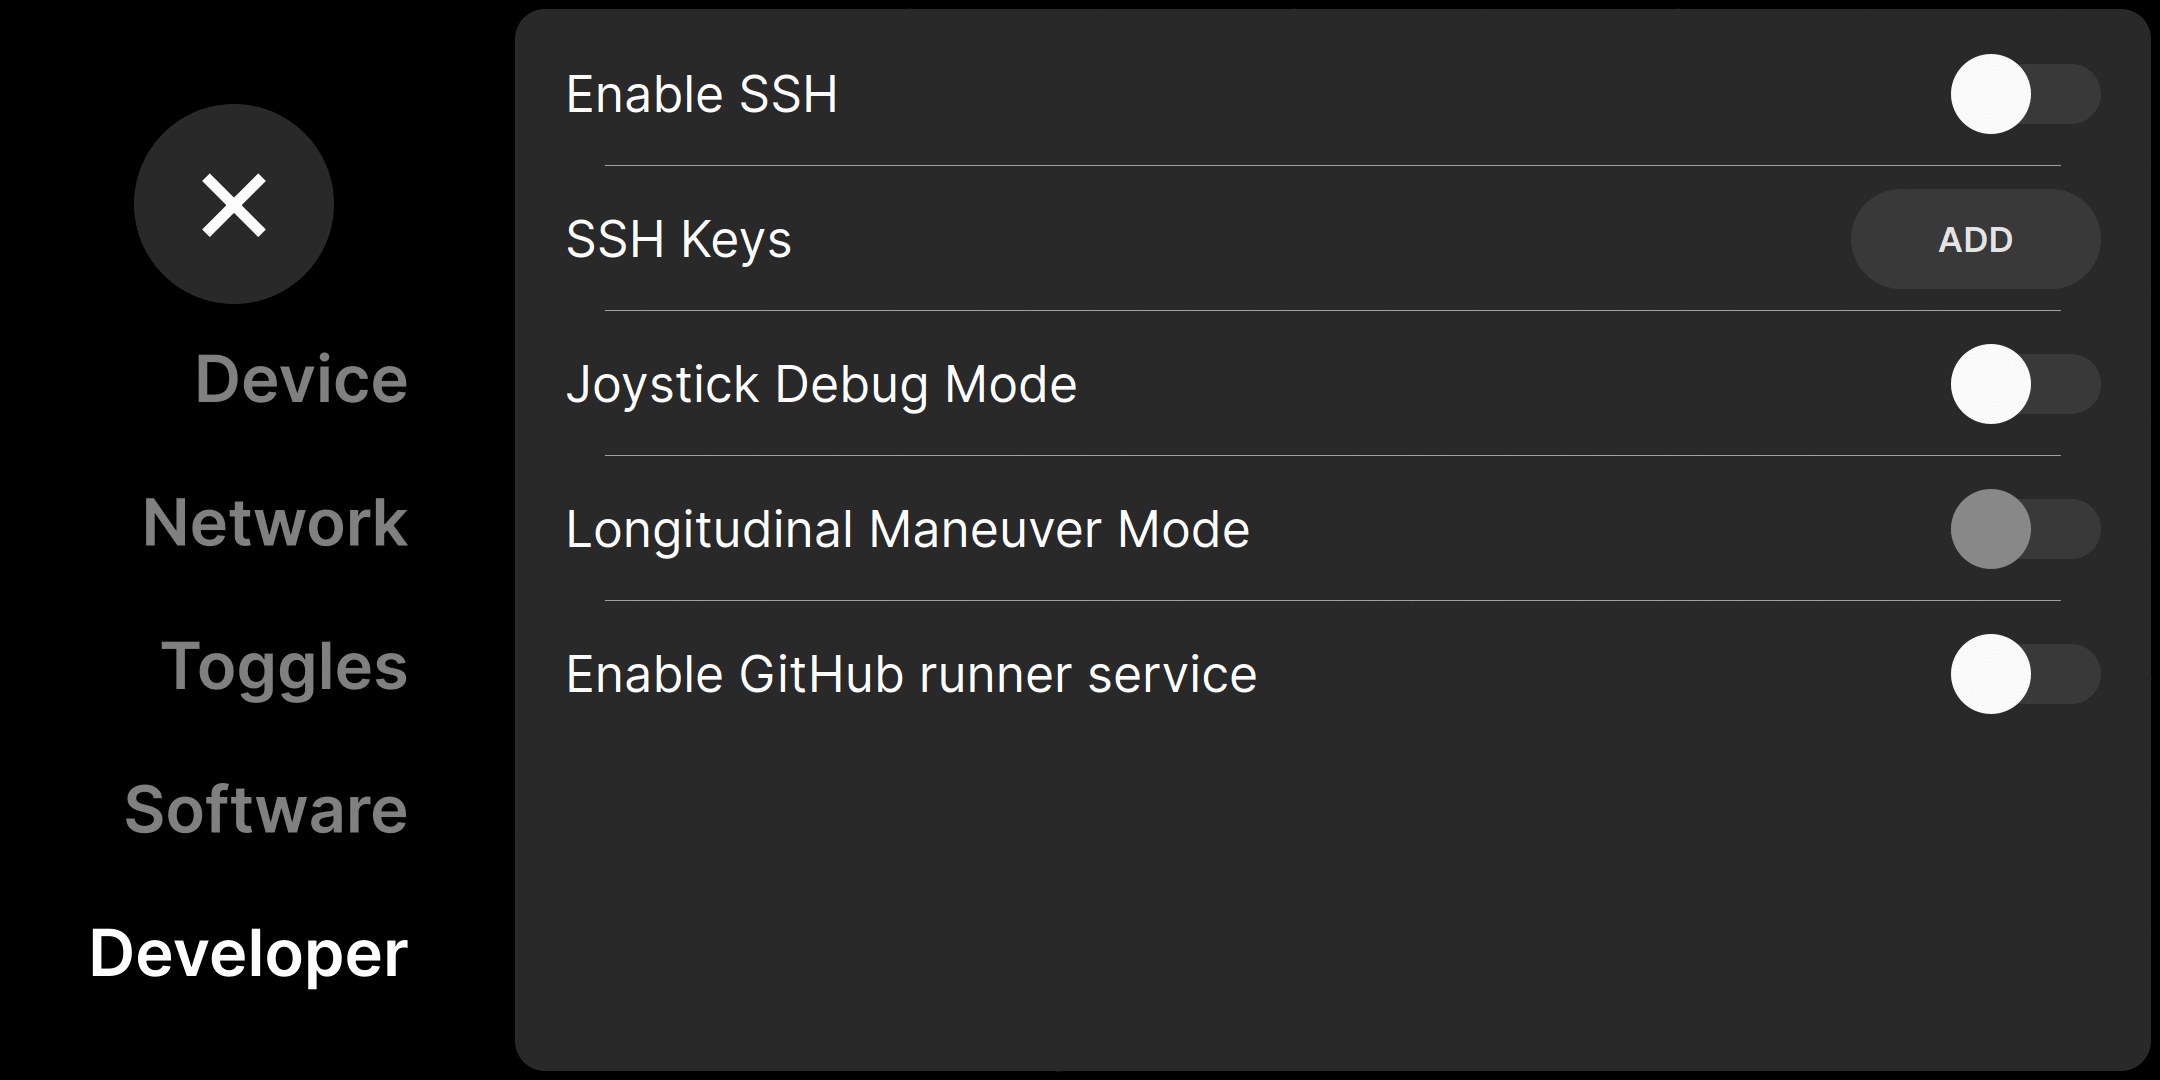 Device
Network
Toggles
Software
Developer
Enable SSH
SSH Keys
ADD
Joystick Debug Mode
Longitudinal Maneuver Mode
Enable GitHub runner service